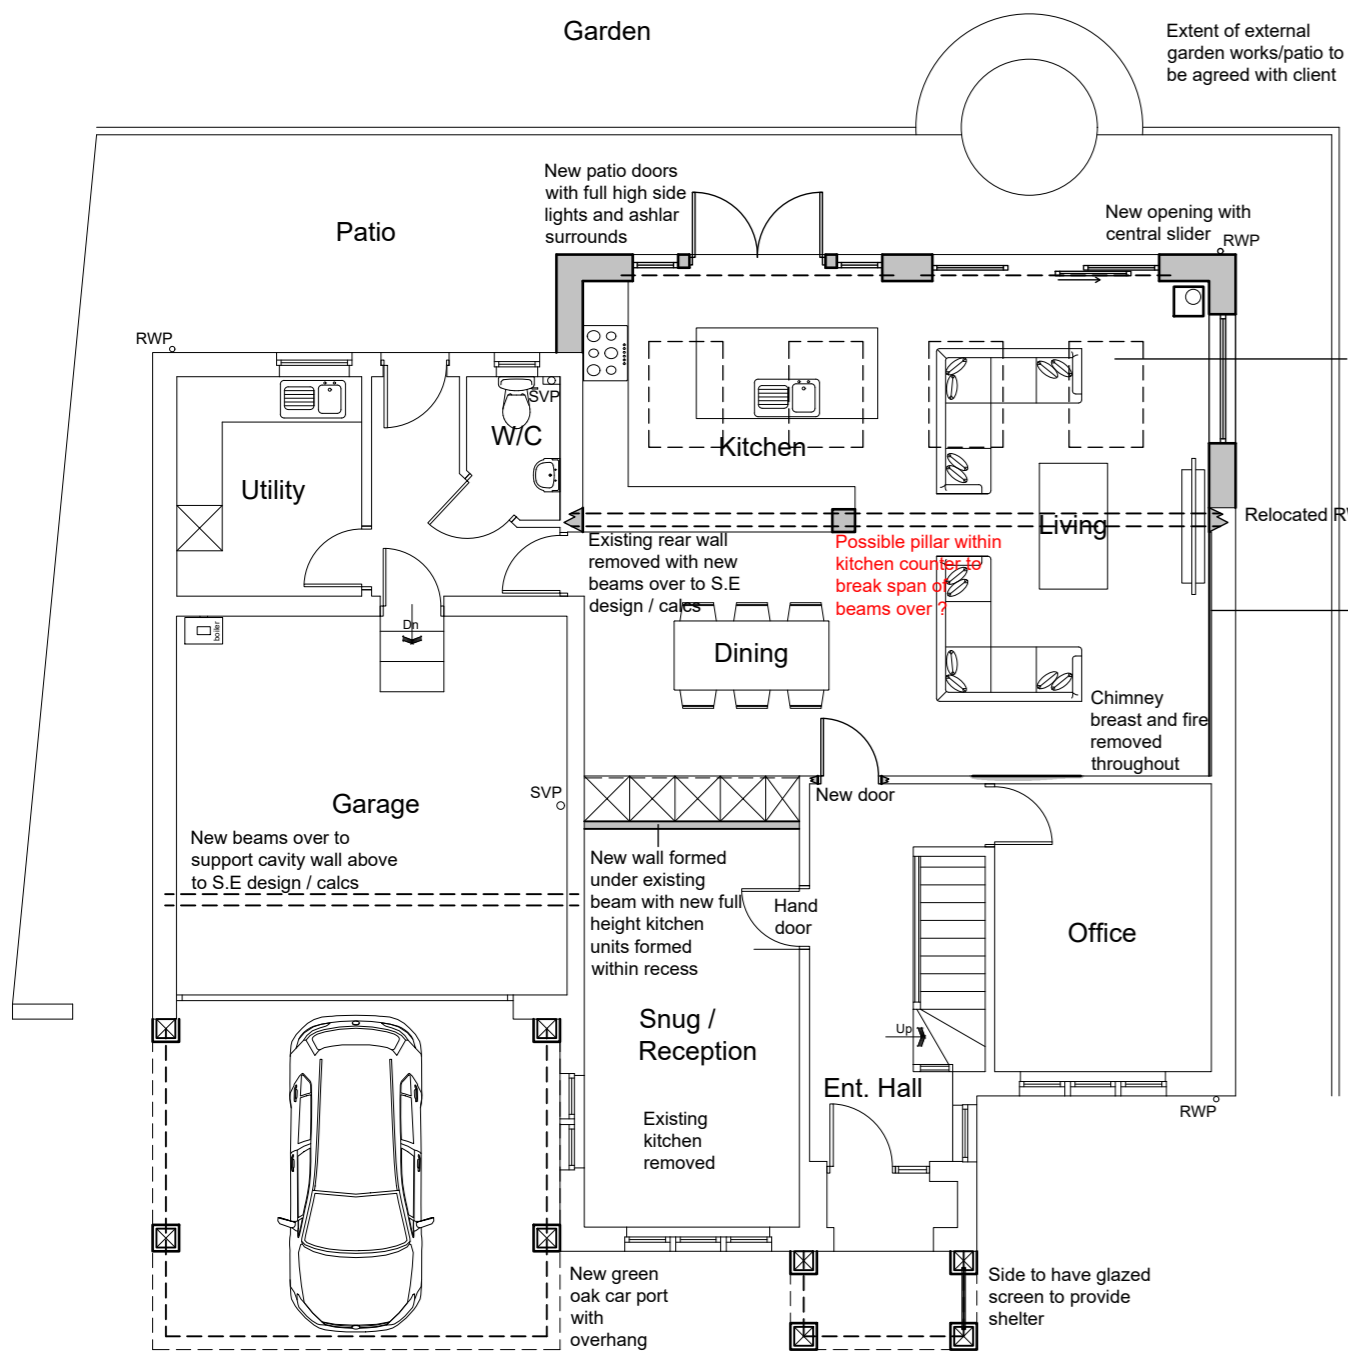 Garden
Extent of external
garden works/patio to
be agreed with client
New patio doors
with full high side
lights and ashlar
surrounds
Patio
New opening with
central slider
RWP
RWP
SVP
W/C
Kitchen
Utility
Living
Relocated
Existing rear wall
removed with new
beams over to S.E
design / calcs
Possible pillar within
kitchen counter to
break span of
beams over ?
boiler
Dn
Dining
Chimney
breast and fire
removed
throughout
New door
SVP
Garage
New beams over to
support cavity wall above
to S.E design / calcs
New wall formed
under existing
beam with new full
height kitchen
units formed
within recess
Hand
door
Office
Snug /
Reception
Up
Ent. Hall
RWP
Existing
kitchen
removed
New green
oak car port
with
overhang
Side to have glazed
screen to provide
shelter